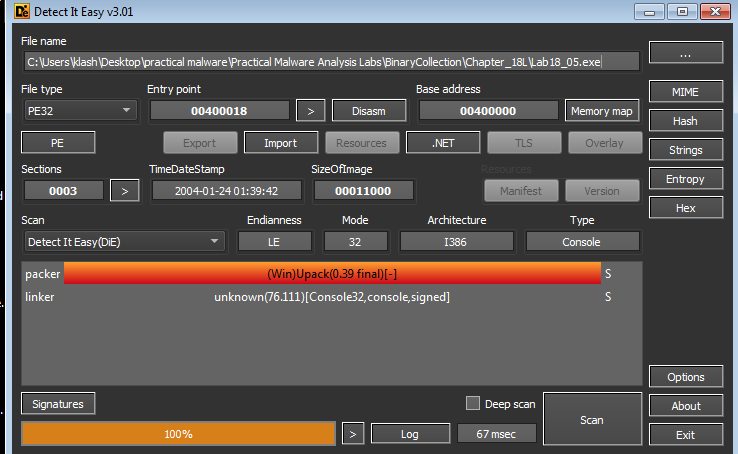 Detect It Easy v3.01
File name
C:\Users\klash\Desktop\practical malware\Practical Malware Analysis Labs\BinaryCollection\Chapter_18L\Lab18_05.exe
...
File type Entry point Base address
PE32 00400018 > Disasm 00400000 Memory map MIME
PE Export Import Resources .NET TLS Overlay Hash
Sections TimeDateStamp SizeOfImage Resources Strings
0003 > 2004-01-24 01:39:42 00011000 Manifest Version Entropy
Scan Endianness Mode Architecture Type Hex
Detect It Easy(DiE) LE 32 I386 Console
packer (Win)Upack(0.39 final)[-] S
linker unknown(76.111)[Console32,console,signed] S
Options
Signatures Deep scan Scan About
100% > Log 67 msec Exit